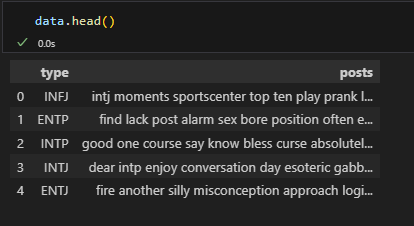 data.head()
0.0s
type posts
0 INFJ intj moments sportscenter top ten play prank l...
1 ENTP find lack post alarm sex bore position often e...
2 INTP good one course say know bless curse absolutel...
3 INTJ dear intp enjoy conversation day esoteric gabb...
4 ENTJ fire another silly misconception approach logi...